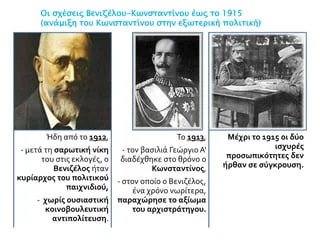 Οι σχέσεις Βενιζέλου-Κωνσταντίνου έως το 1915
(ανάμιξη του Κωνσταντίνου στην εξωτερική πολιτική)
Ήδη από το 1912,
- μετά τη σαρωτική νίκη
του στις εκλογές, ο
Βενιζέλος ήταν
κυρίαρχος του πολιτικού
παιχνιδιού,
- χωρίς ουσιαστική
κοινοβουλευτική
αντιπολίτευση.
Το 1913,
- τον βασιλιά Γεώργιο Α'
διαδέχθηκε στο θρόνο ο
Κωνσταντίνος,
- στον οποίο ο Βενιζέλος,
ένα χρόνο νωρίτερα,
παραχώρησε το αξίωμα
του αρχιστράτηγου.
Μέχρι το 1915 οι δύο
ισχυρές
προσωπικότητες δεν
ήρθαν σε σύγκρουση.